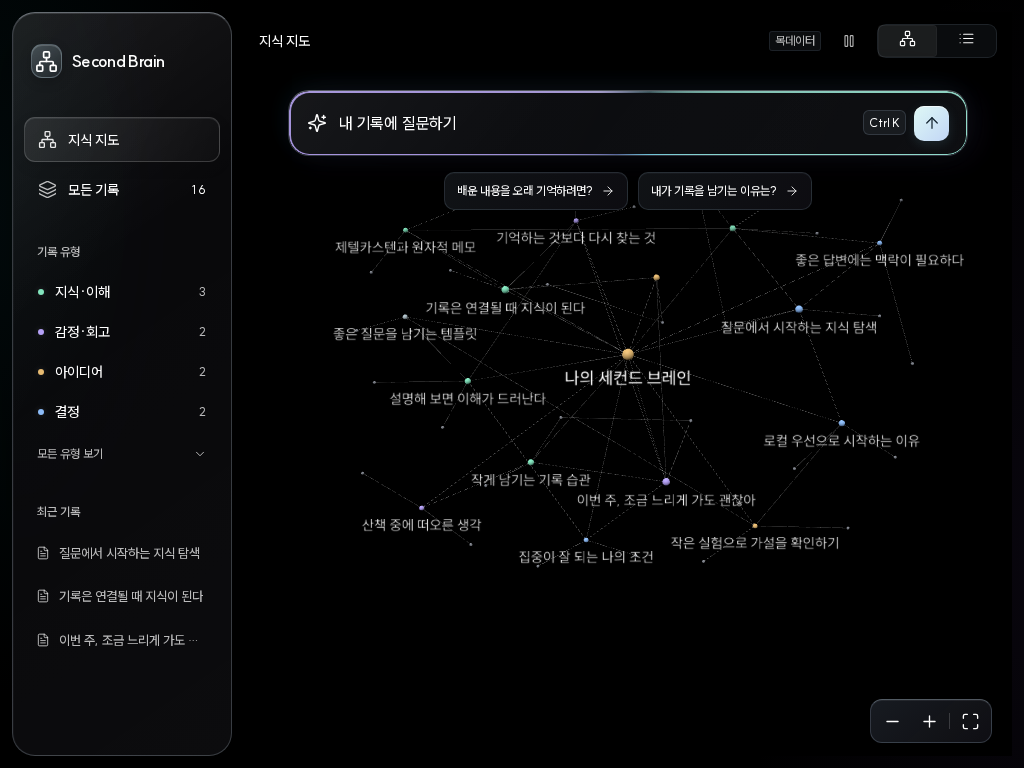 Second Brain
지식 지도
모든 기록 16
기록 유형
지식·이해 3
감정·회고 2
아이디어 2
결정 2
모든 유형 보기
최근 기록
질문에서 시작하는 지식 탐색
기록은 연결될 때 지식이 된다
이번 주, 조금 느리게 가도 ···
지식 지도
목데이터
내 기록에 질문하기
Ctrl K
배운 내용을 오래 기억하려면?
내가 기록을 남기는 이유는?
제텔카스텐과 원자적 메모
기억하는 것보다 다시 찾는 것
좋은 답변에는 맥락이 필요하다
기록은 연결될 때 지식이 된다
좋은 질문을 남기는 템플릿
질문에서 시작하는 지식 탐색
나의 세컨드 브레인
설명해 보면 이해가 드러난다
로컬 우선으로 시작하는 이유
작게 남기는 기록 습관
이번 주, 조금 느리게 가도 괜찮아
산책 중에 떠오른 생각
집중이 잘 되는 나의 조건
작은 실험으로 가설을 확인하기